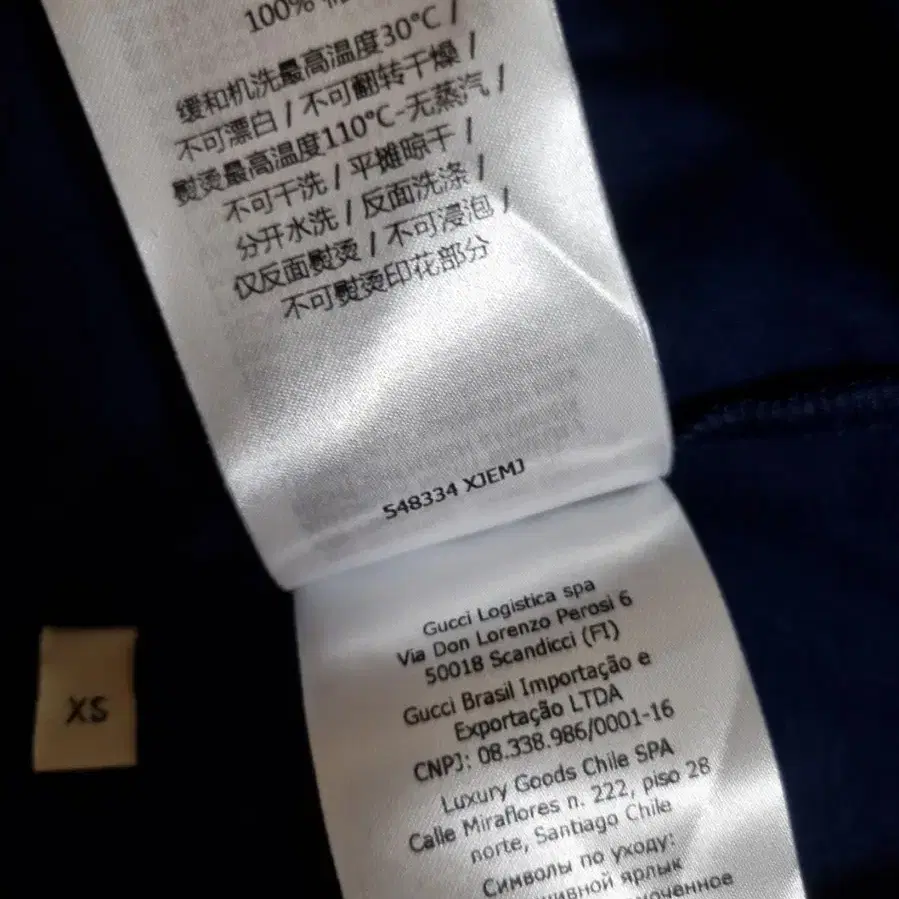 100% 棉
缓和机洗最高温度30°C /
不可漂白 / 不可翻转干燥 /
熨烫最高温度110°C-无蒸汽 /
不可干洗 / 平摊晾干 /
分开水洗 / 反面洗涤 /
仅反面熨烫 / 不可浸泡 /
不可熨烫印花部分
548334 XJEMJ
Gucci Logistica spa
Via Don Lorenzo Perosi 6
50018 Scandicci (FI)
Gucci Brasil Importação e
Exportação LTDA
CNPJ: 08.338.986/0001-16
Luxury Goods Chile SPA
Calle Miraflores n. 222, piso 28
norte, Santiago Chile
Символы по уходу:
ярлык
XS